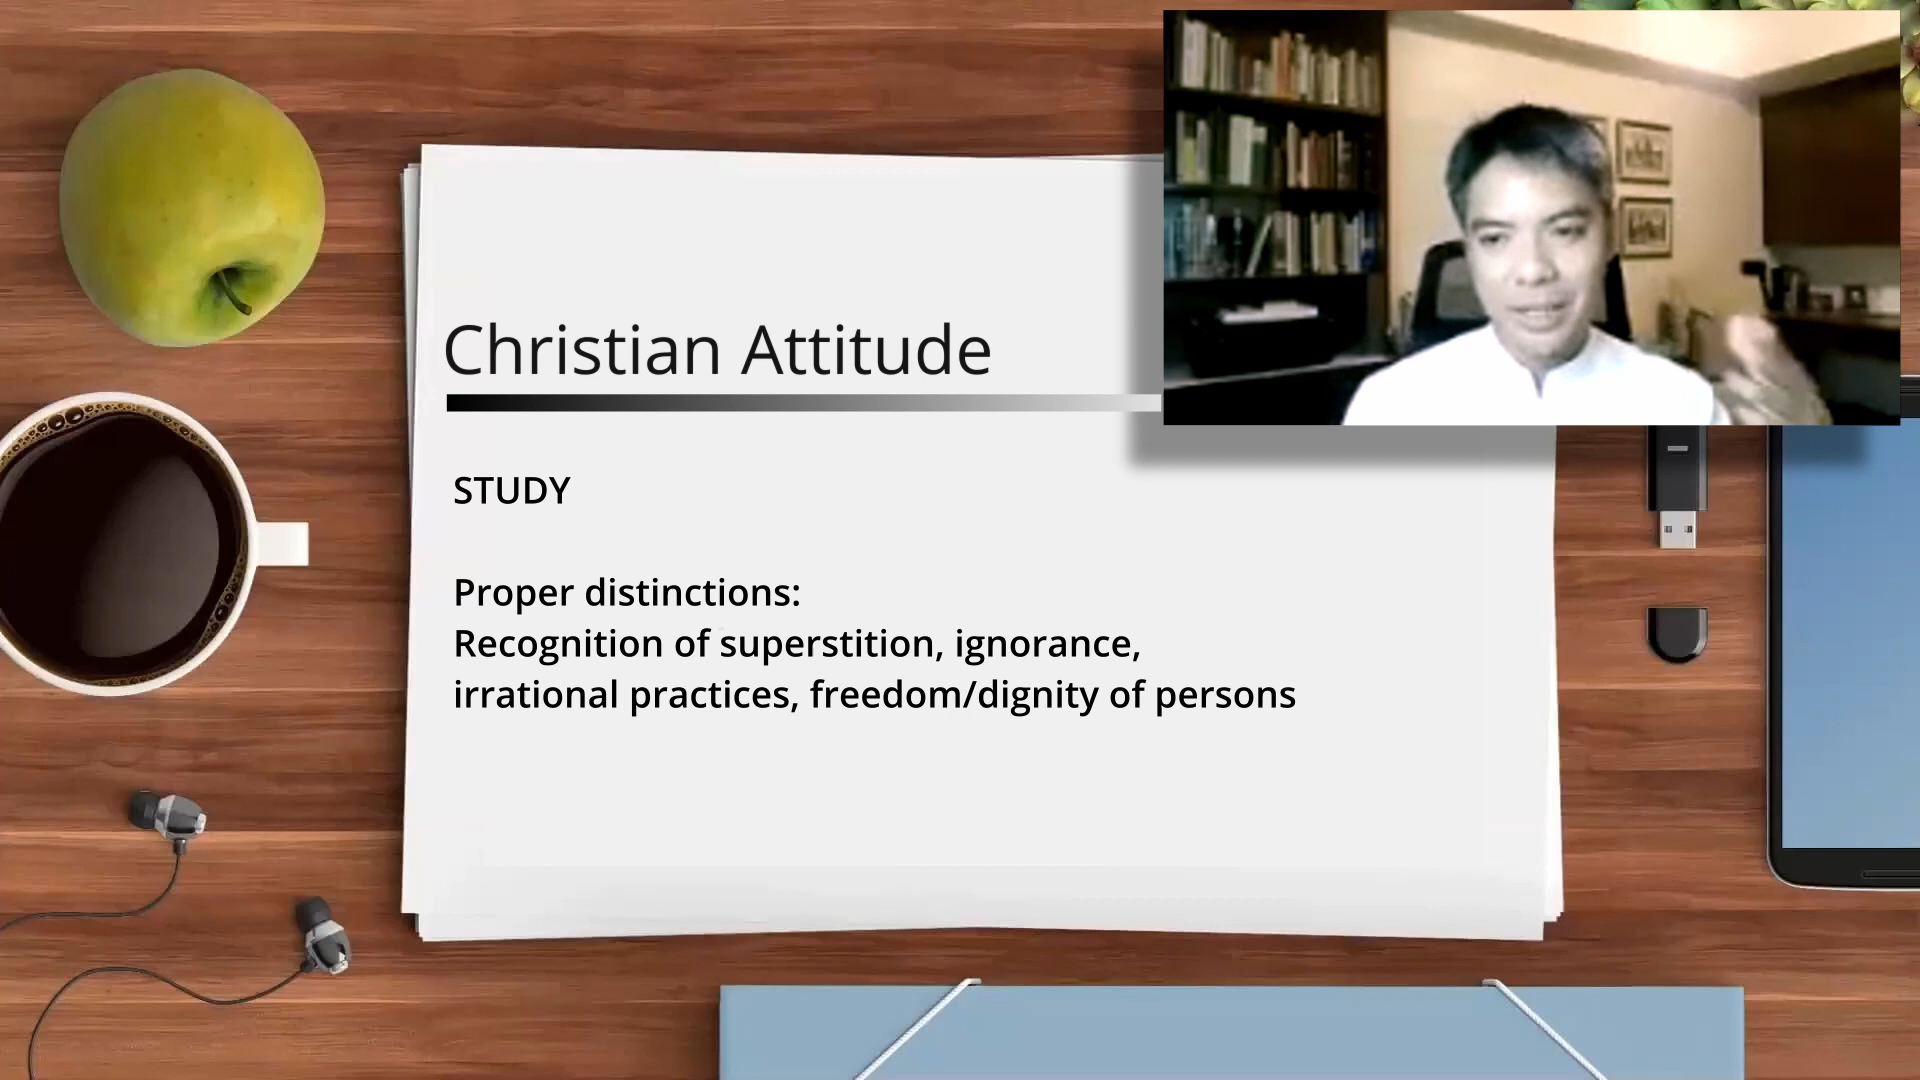 Christian Attitude
STUDY
Proper distinctions:
Recognition of superstition, ignorance,
irrational practices, freedom/dignity of persons